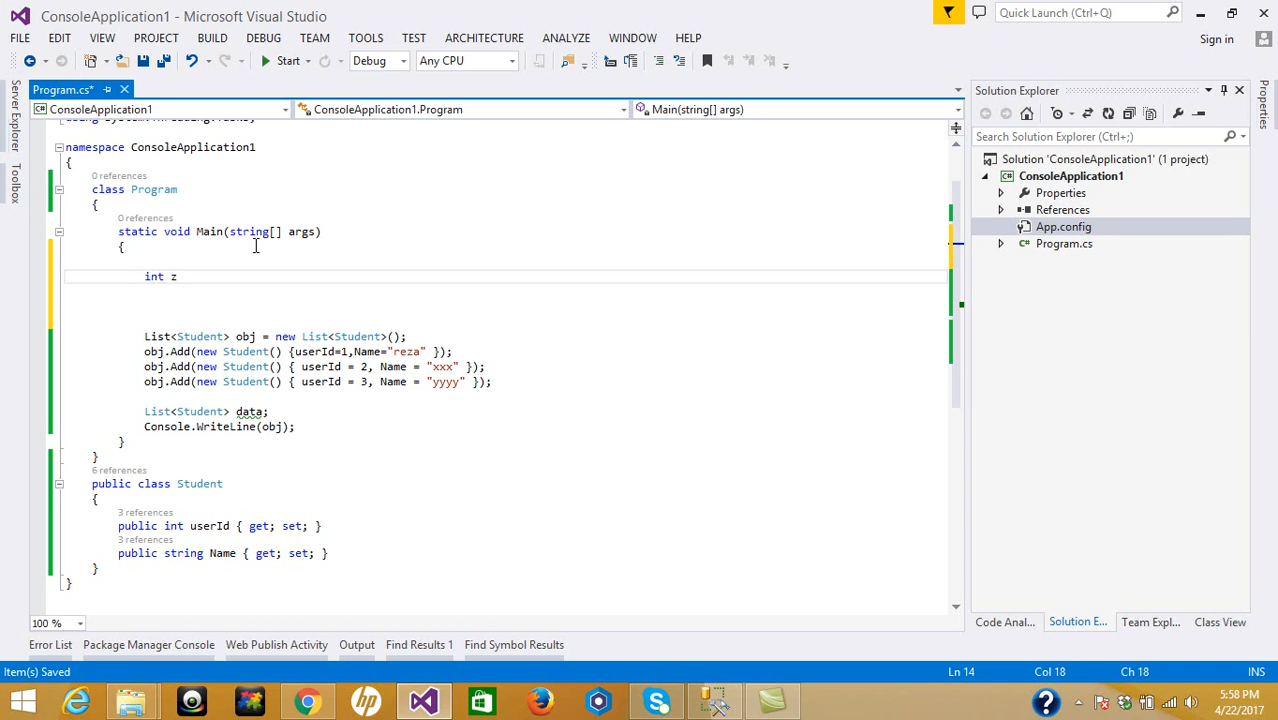 ConsoleApplication1 - Microsoft Visual Studio
Quick Launch (Ctrl+Q)
FILE EDIT VIEW PROJECT BUILD DEBUG TEAM TOOLS TEST ARCHITECTURE ANALYZE WINDOW HELP
Sign in
Start Debug Any CPU
Server Explorer
Toolbox
Program.cs*
ConsoleApplication1 ConsoleApplication1.Program Main(string[] args)
namespace ConsoleApplication1
{
0 references
class Program
{
0 references
static void Main(string[] args)
{
int z
List<Student> obj = new List<Student>();
obj.Add(new Student() {userId=1,Name="reza" });
obj.Add(new Student() { userId = 2, Name = "xxx" });
obj.Add(new Student() { userId = 3, Name = "yyyy" });
List<Student> data;
Console.WriteLine(obj);
}
}
6 references
public class Student
{
3 references
public int userId { get; set; }
3 references
public string Name { get; set; }
}
}
100 %
Solution Explorer
Search Solution Explorer (Ctrl+;)
Solution 'ConsoleApplication1' (1 project)
ConsoleApplication1
Properties
References
App.config
Program.cs
Code Anal... Solution E... Team Expl... Class View
Properties
Error List Package Manager Console Web Publish Activity Output Find Results 1 Find Symbol Results
Item(s) Saved Ln 14 Col 18 Ch 18 INS
5:58 PM
4/22/2017